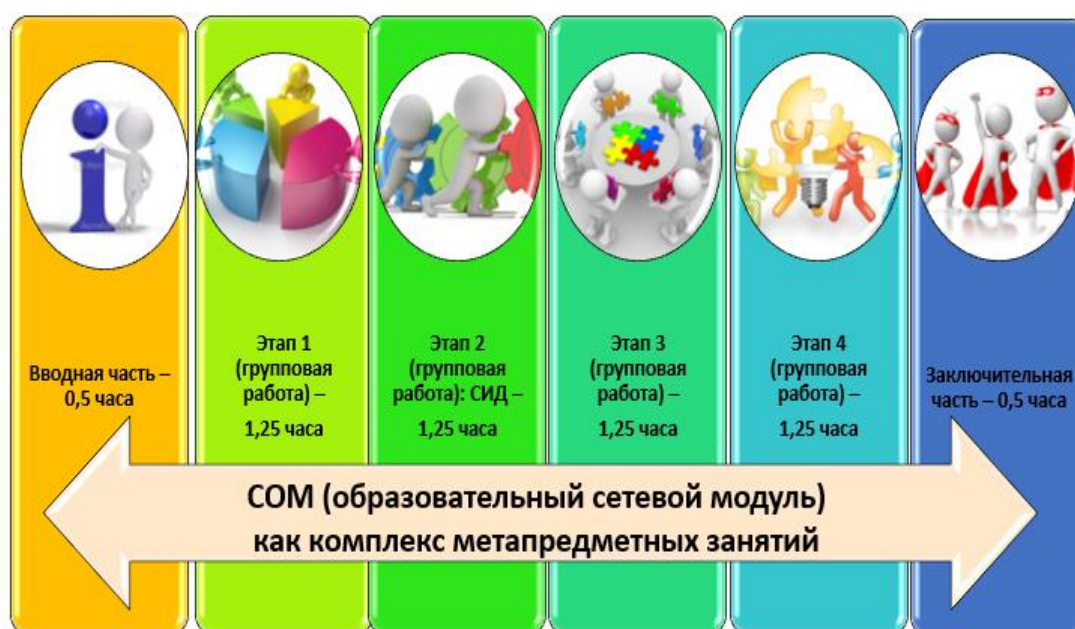 Вводная часть –
0,5 часа
Этап 1
(групповая
работа) –
1,25 часа
Этап 2
(групповая
работа): СИД –
1,25 часа
Этап 3
(групповая
работа) –
1,25 часа
Этап 4
(групповая
работа) –
1,25 часа
Заключительная
часть – 0,5 часа
СОМ (образовательный сетевой модуль)
как комплекс метапредметных занятий